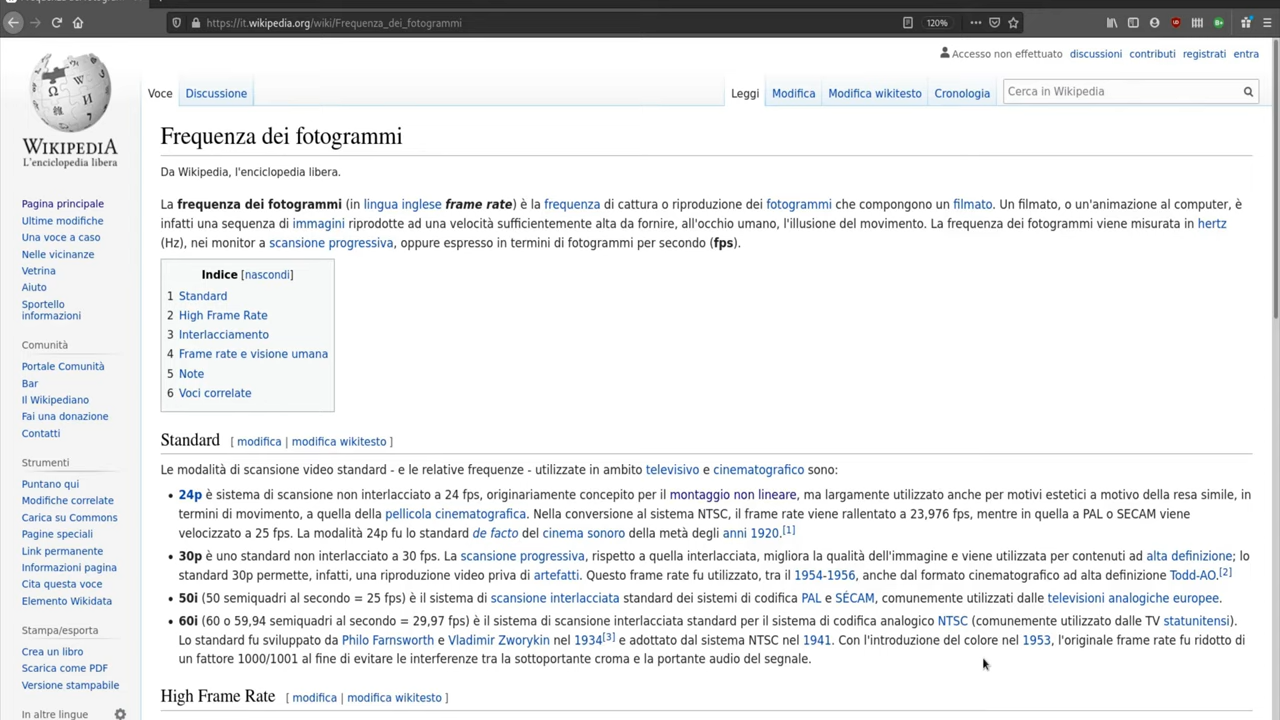 https://it.wikipedia.org/wiki/Frequenza_dei_fotogrammi
120%
Accesso non effettuato discussioni contributi registrati entra
Voce Discussione Leggi Modifica Modifica wikitesto Cronologia Cerca in Wikipedia
WIKIPEDIA
L'enciclopedia libera
Pagina principale
Ultime modifiche
Una voce a caso
Nelle vicinanze
Vetrina
Aiuto
Sportello
informazioni
Comunità
Portale Comunità
Bar
Il Wikipediano
Fai una donazione
Contatti
Strumenti
Puntano qui
Modifiche correlate
Carica su Commons
Pagine speciali
Link permanente
Informazioni pagina
Cita questa voce
Elemento Wikidata
Stampa/esporta
Crea un libro
Scarica come PDF
Versione stampabile
In altre lingue
Frequenza dei fotogrammi
Da Wikipedia, l'enciclopedia libera.
La frequenza dei fotogrammi (in lingua inglese frame rate) è la frequenza di cattura o riproduzione dei fotogrammi che compongono un filmato. Un filmato, o un'animazione al computer, è
infatti una sequenza di immagini riprodotte ad una velocità sufficientemente alta da fornire, all'occhio umano, l'illusione del movimento. La frequenza dei fotogrammi viene misurata in hertz
(Hz), nei monitor a scansione progressiva, oppure espresso in termini di fotogrammi per secondo (fps).
Indice [nascondi]
1 Standard
2 High Frame Rate
3 Interlacciamento
4 Frame rate e visione umana
5 Note
6 Voci correlate
Standard [ modifica | modifica wikitesto ]
Le modalità di scansione video standard - e le relative frequenze - utilizzate in ambito televisivo e cinematografico sono:
• 24p è sistema di scansione non interlacciato a 24 fps, originariamente concepito per il montaggio non lineare, ma largamente utilizzato anche per motivi estetici a motivo della resa simile, in
termini di movimento, a quella della pellicola cinematografica. Nella conversione al sistema NTSC, il frame rate viene rallentato a 23,976 fps, mentre in quella a PAL o SECAM viene
velocizzato a 25 fps. La modalità 24p fu lo standard de facto del cinema sonoro della metà degli anni 1920.[1]
• 30p è uno standard non interlacciato a 30 fps. La scansione progressiva, rispetto a quella interlacciata, migliora la qualità dell'immagine e viene utilizzata per contenuti ad alta definizione; lo
standard 30p permette, infatti, una riproduzione video priva di artefatti. Questo frame rate fu utilizzato, tra il 1954-1956, anche dal formato cinematografico ad alta definizione Todd-AO.[2]
• 50i (50 semiquadri al secondo = 25 fps) è il sistema di scansione interlacciata standard dei sistemi di codifica PAL e SÉCAM, comunemente utilizzati dalle televisioni analogiche europee.
• 60i (60 o 59,94 semiquadri al secondo = 29,97 fps) è il sistema di scansione interlacciata standard per il sistema di codifica analogico NTSC (comunemente utilizzato dalle TV statunitensi).
Lo standard fu sviluppato da Philo Farnsworth e Vladimir Zworykin nel 1934[3] e adottato dal sistema NTSC nel 1941. Con l'introduzione del colore nel 1953, l'originale frame rate fu ridotto di
un fattore 1000/1001 al fine di evitare le interferenze tra la sottoportante croma e la portante audio del segnale.
High Frame Rate [ modifica | modifica wikitesto ]